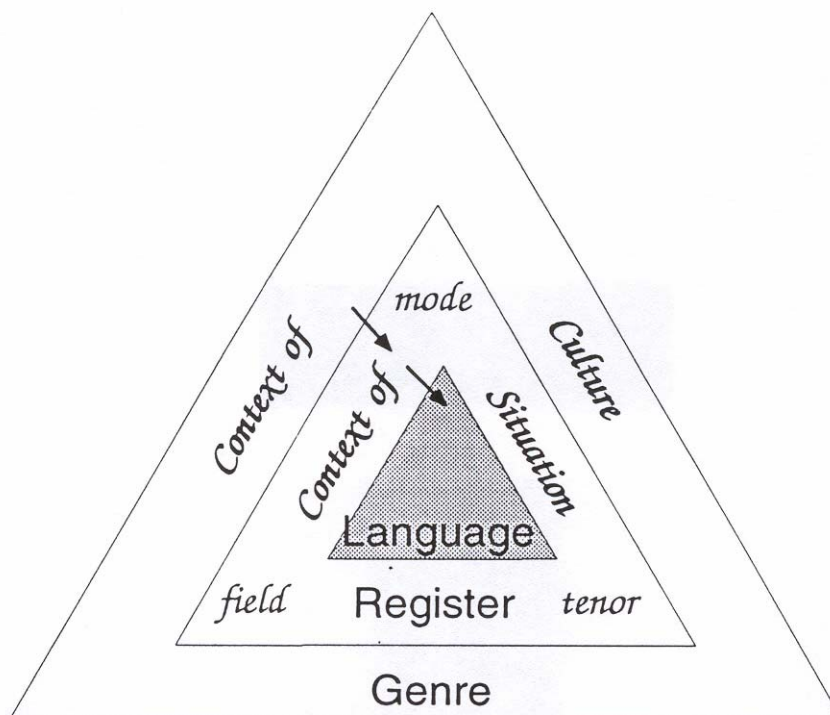 mode
Context of
Culture
Context of
Situation
Language
field
Register
tenor
Genre